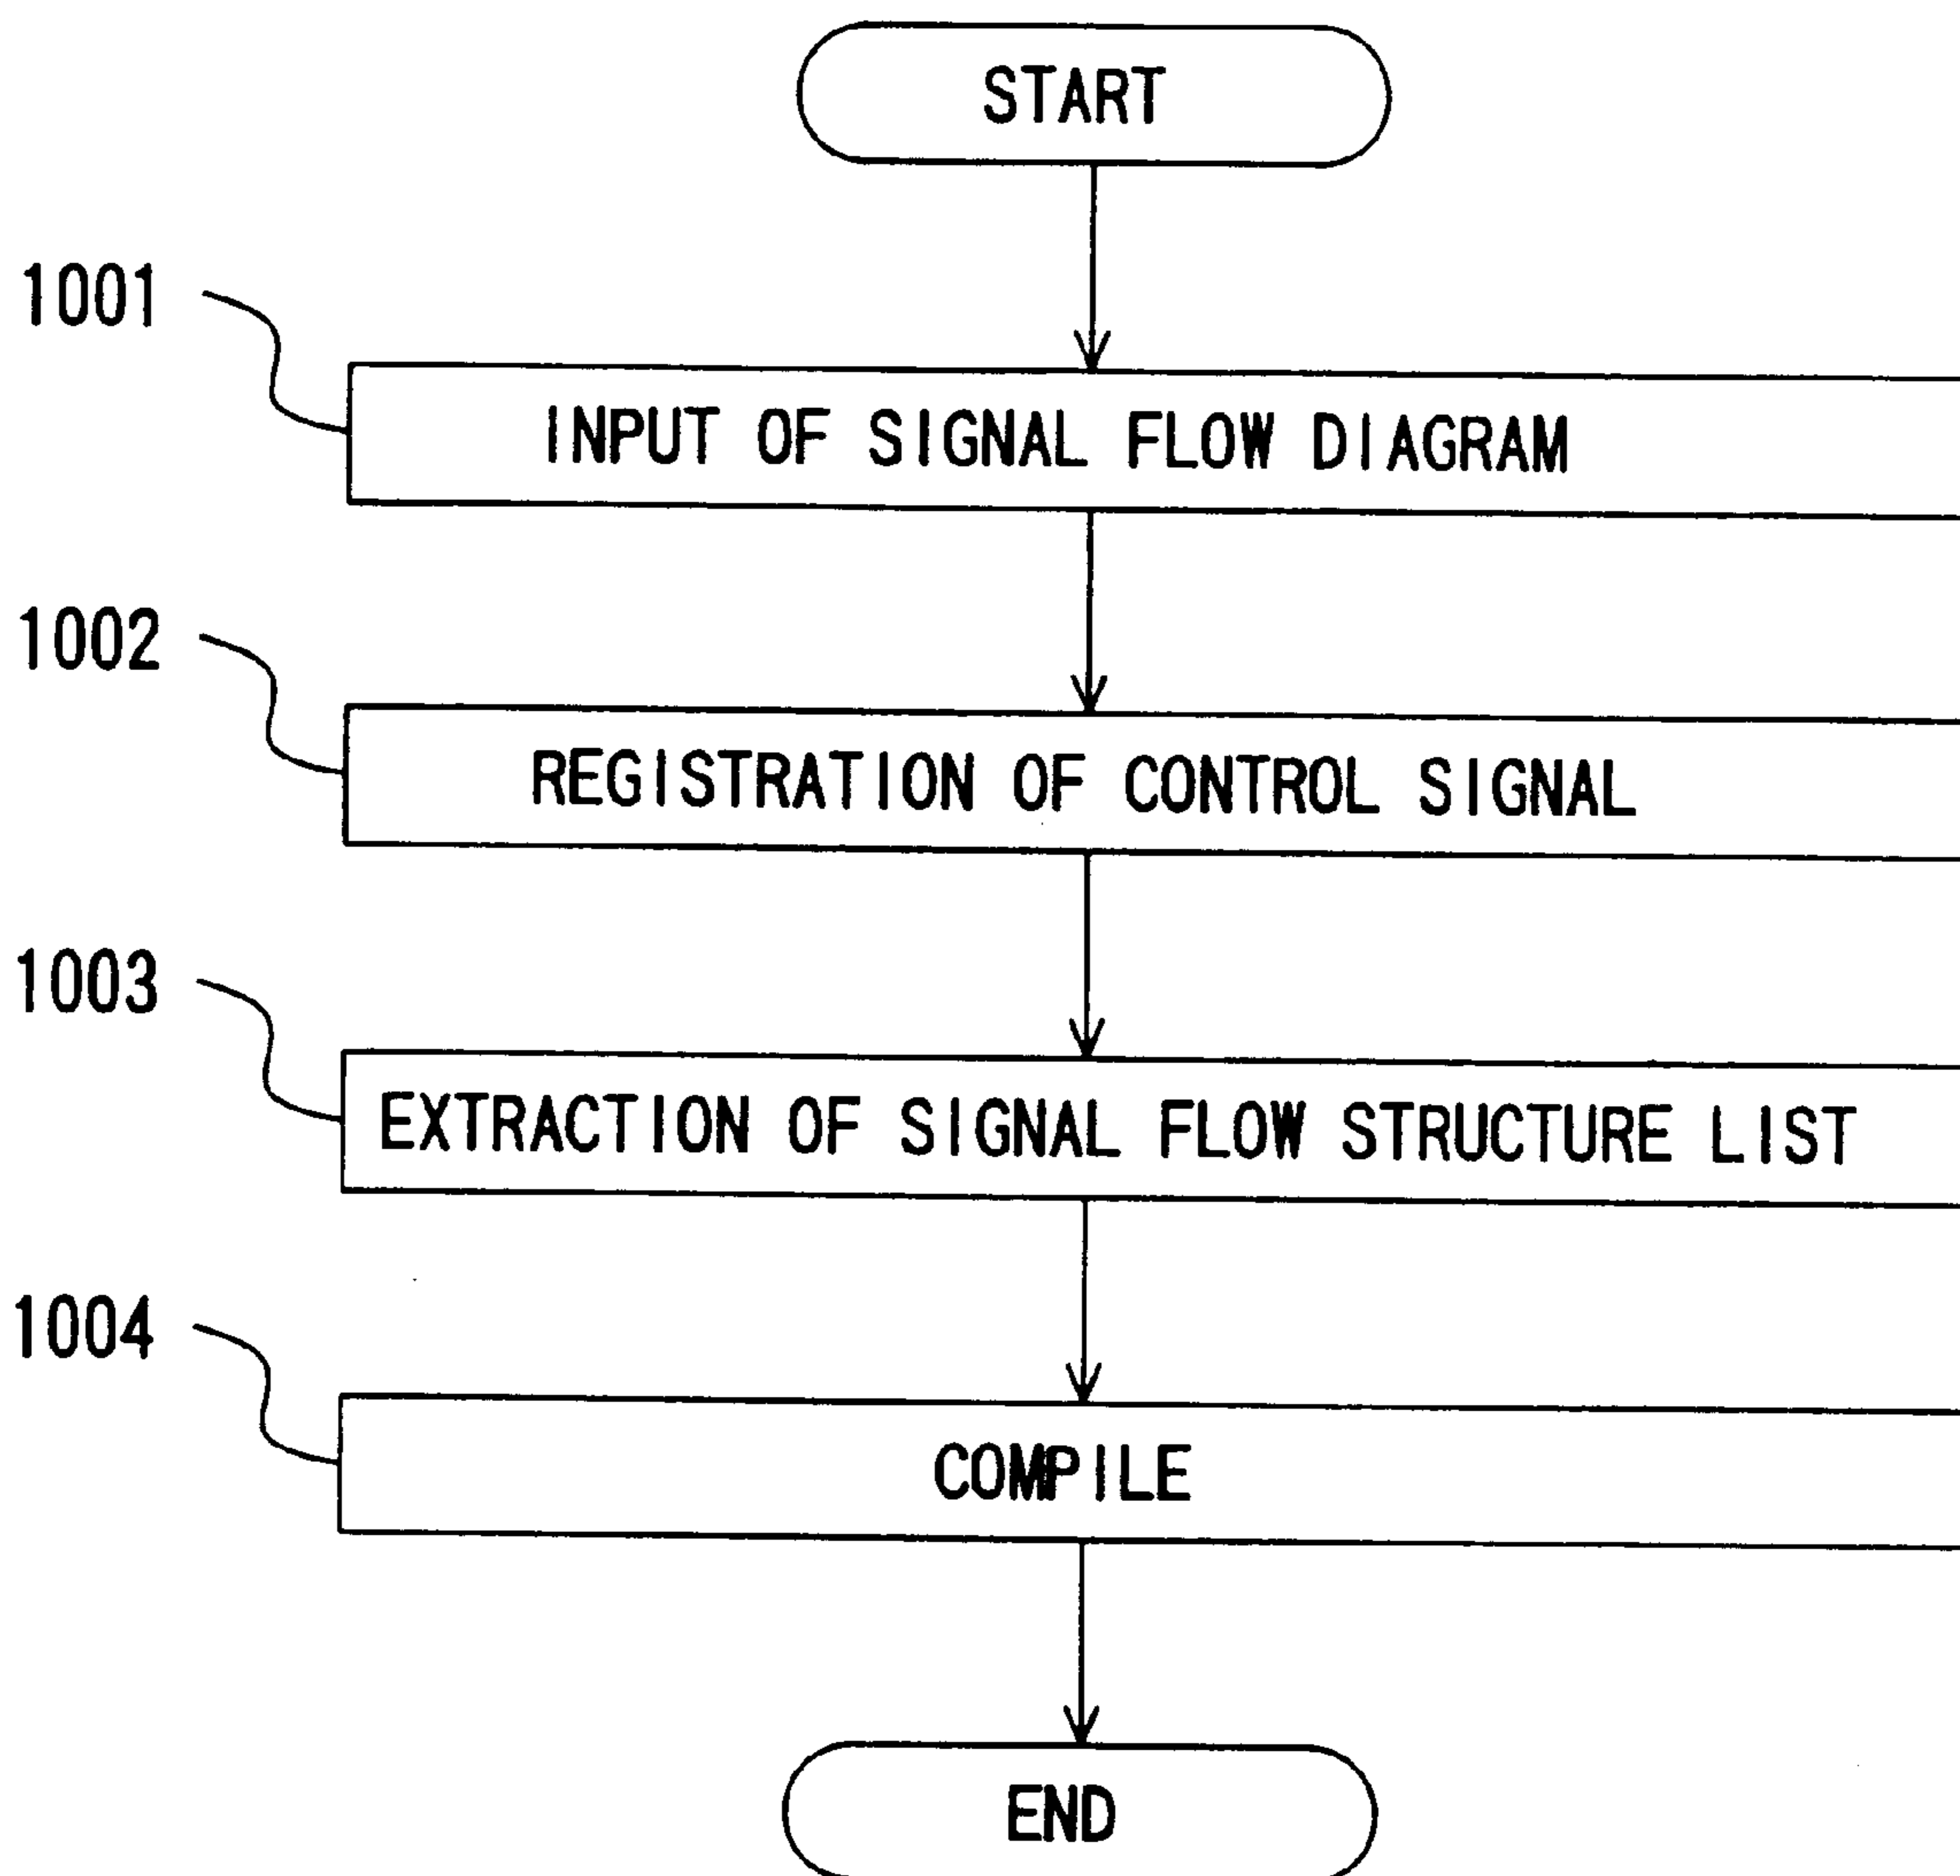 START
1001
INPUT OF SIGNAL FLOW DIAGRAM
1002
REGISTRATION OF CONTROL SIGNAL
1003
EXTRACTION OF SIGNAL FLOW STRUCTURE LIST
1004
COMPILE
END